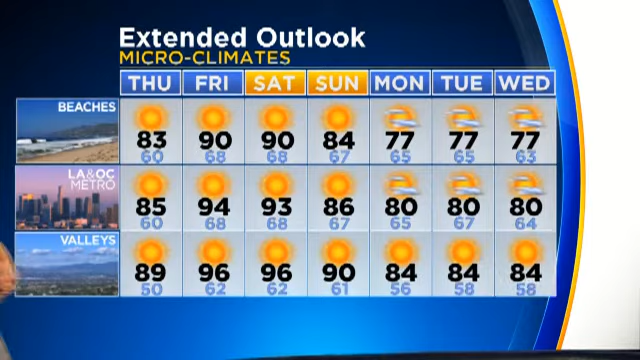 Extended Outlook
MICRO-CLIMATES
THU FRI SAT SUN MON TUE WED
BEACHES
83 90 90 84 77 77 77
60 68 68 67 65 65 63
LA&OC
METRO
85 94 93 86 80 80 80
60 68 68 67 65 67 64
VALLEYS
89 96 96 90 84 84 84
50 62 62 61 56 58 58